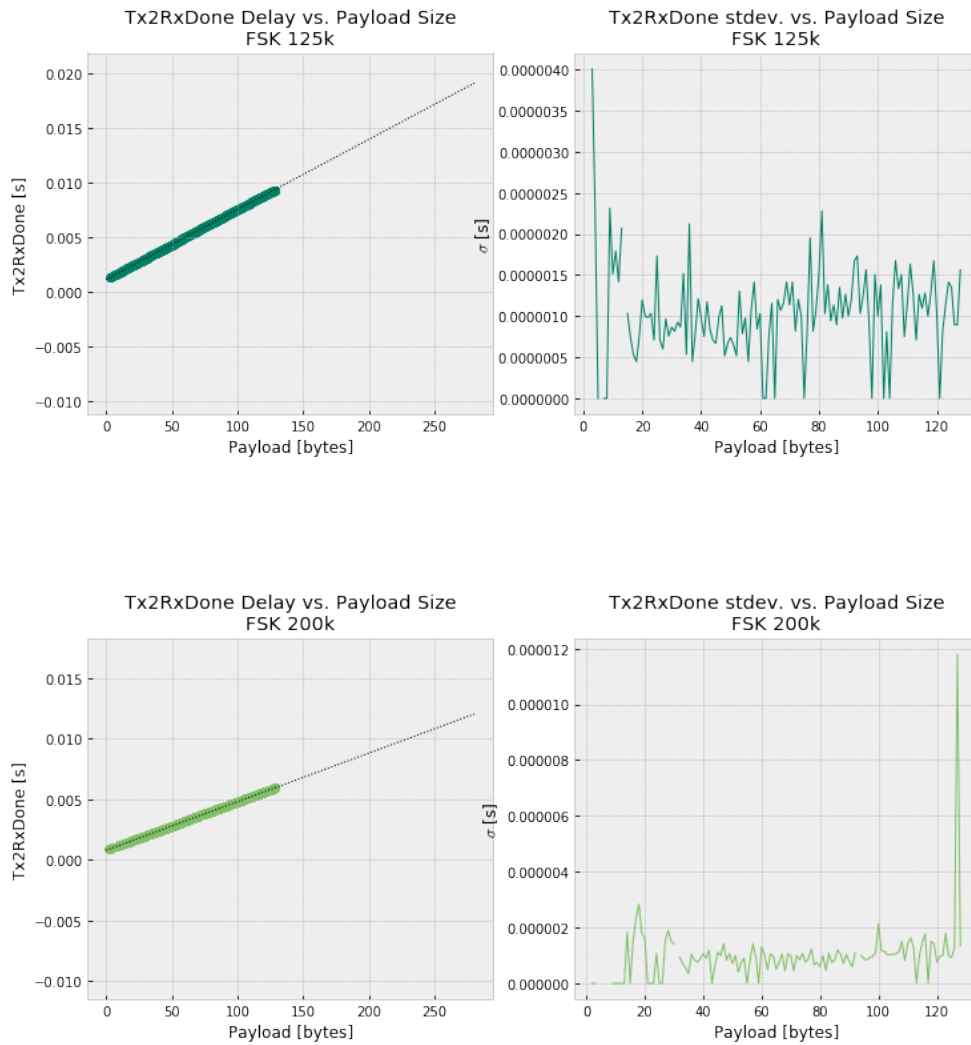 Tx2RxDone Delay vs. Payload Size
FSK 125k
0.020
0.015
0.010
0.005
0.000
−0.005
−0.010
Tx2RxDone [s]
0 50 100 150 200 250
Payload [bytes]
Tx2RxDone stdev. vs. Payload Size
FSK 125k
0.0000040
0.0000035
0.0000030
0.0000025
0.0000020
0.0000015
0.0000010
0.0000005
0.0000000
σ [s]
0 20 40 60 80 100 120
Payload [bytes]
Tx2RxDone Delay vs. Payload Size
FSK 200k
0.015
0.010
0.005
0.000
−0.005
−0.010
Tx2RxDone [s]
0 50 100 150 200 250
Payload [bytes]
Tx2RxDone stdev. vs. Payload Size
FSK 200k
0.000012
0.000010
0.000008
0.000006
0.000004
0.000002
0.000000
σ [s]
0 20 40 60 80 100 120
Payload [bytes]